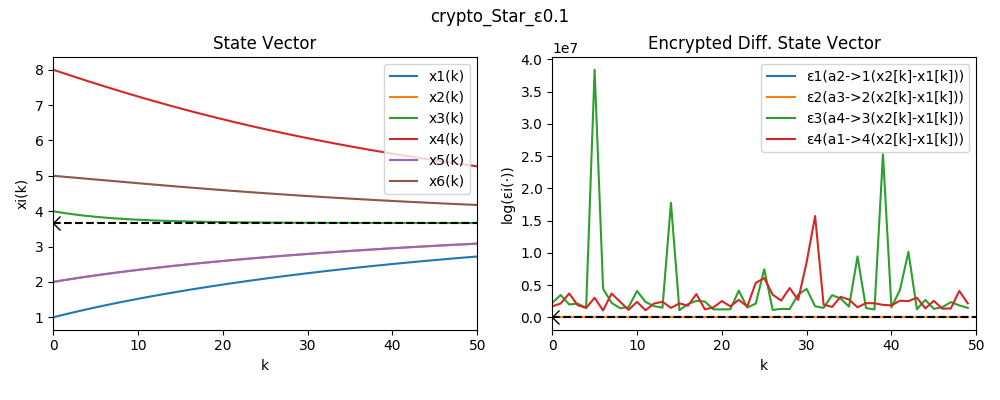 crypto_Star_ε0.1
State Vector
xi(k)
8
7
6
5
4
3
2
1
0
10
20
30
40
50
k
x1(k)
x2(k)
x3(k)
x4(k)
x5(k)
x6(k)
Encrypted Diff. State Vector
1e7
log(εi(·))
4.0
3.5
3.0
2.5
2.0
1.5
1.0
0.5
0.0
0
10
20
30
40
50
k
ε1(a2->1(x2[k]-x1[k]))
ε2(a3->2(x2[k]-x1[k]))
ε3(a4->3(x2[k]-x1[k]))
ε4(a1->4(x2[k]-x1[k]))